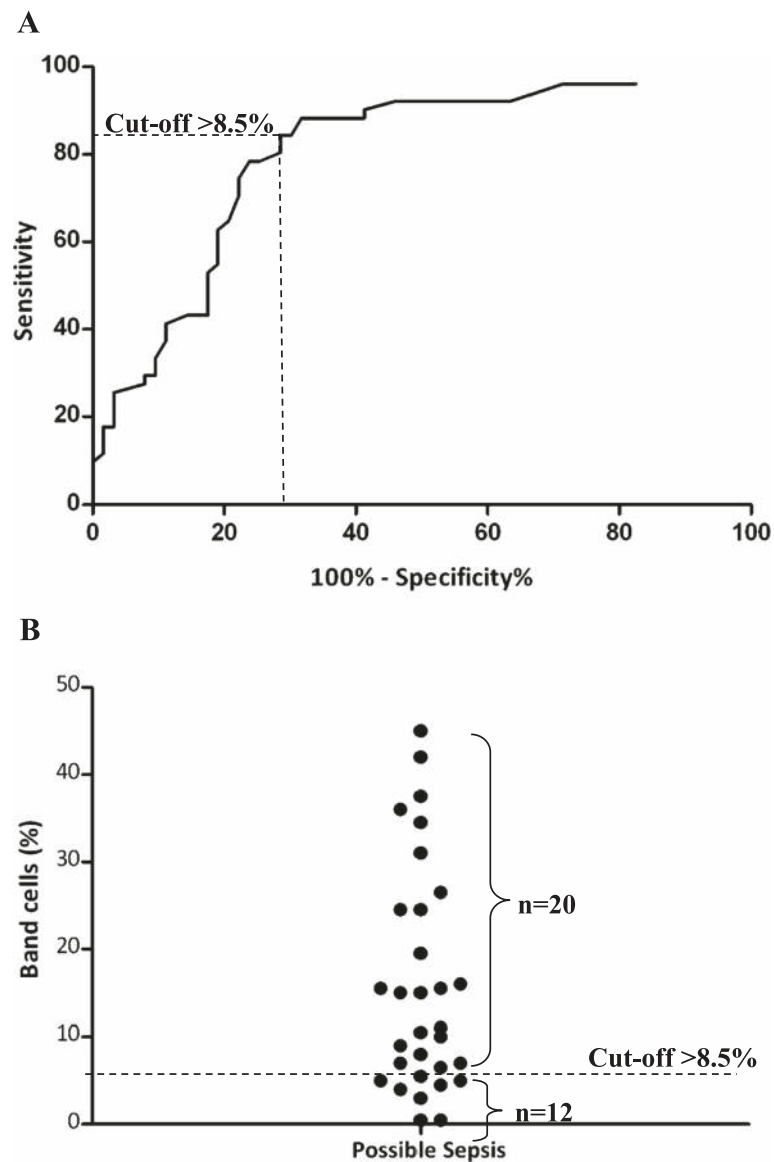 A
100
80
60
40
20
0
Sensitivity
Cut-off >8.5%
0 20 40 60 80 100
100% - Specificity%
B
50
40
30
20
10
0
Band cells (%)
n=20
Cut-off >8.5%
n=12
Possible Sepsis